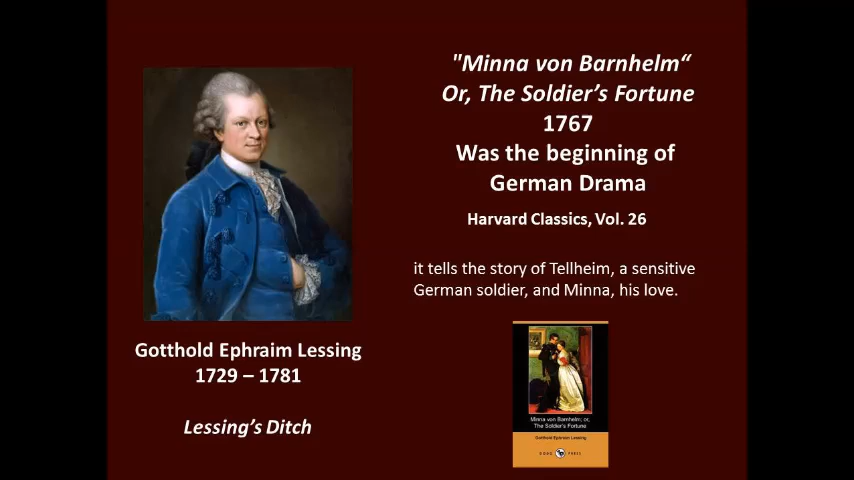 "Minna von Barnhelm“
Or, The Soldier’s Fortune
1767
Was the beginning of
German Drama
Harvard Classics, Vol. 26
it tells the story of Tellheim, a sensitive
German soldier, and Minna, his love.
Gotthold Ephraim Lessing
1729 – 1781
Lessing’s Ditch
Minna von Barnhelm; or,
The Soldier's Fortune
Gotthold Ephraim Lessing
PRESS